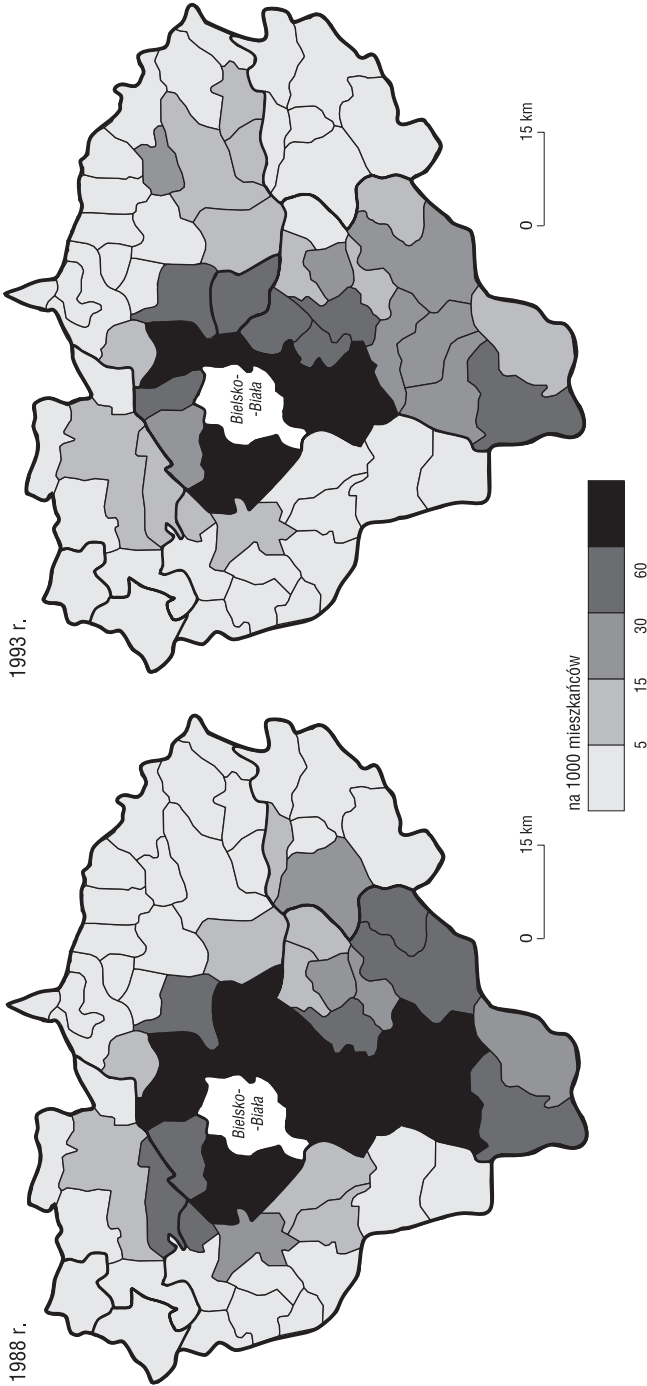 1988 r.
Bielsko-
-Biała
0
15 km
1993 r.
Bielsko-
-Biała
0
15 km
na 1000 mieszkańców
5
15
30
60